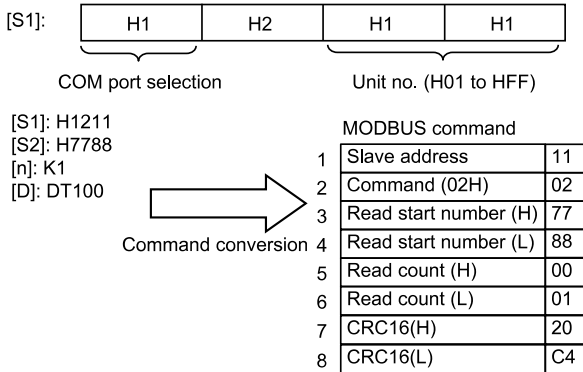 [S1]: H1 H2 H1 H1
COM port selection Unit no. (H01 to HFF)
[S1]: H1211
[S2]: H7788
[n]: K1
[D]: DT100
Command conversion
MODBUS command
1 Slave address 11
2 Command (02H) 02
3 Read start number (H) 77
4 Read start number (L) 88
5 Read count (H) 00
6 Read count (L) 01
7 CRC16(H) 20
8 CRC16(L) C4